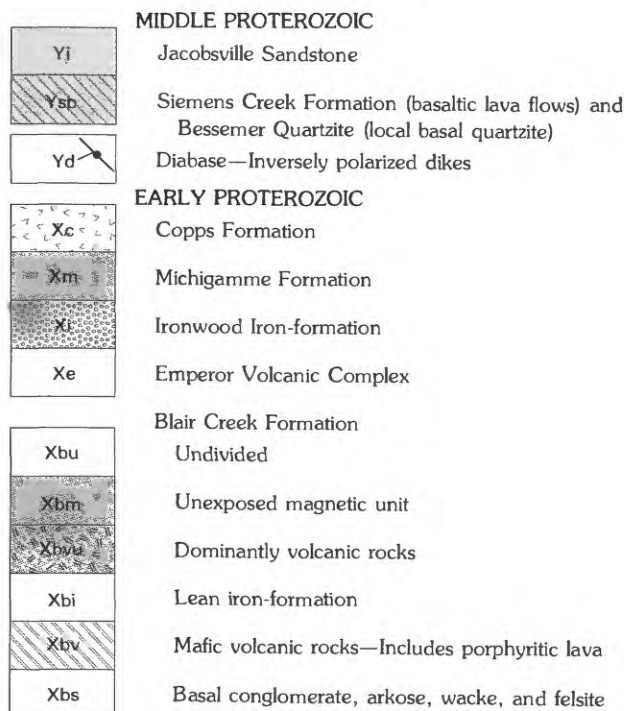 MIDDLE PROTEROZOIC
Yj Jacobsville Sandstone
Ysb Siemens Creek Formation (basaltic lava flows) and
Bessemer Quartzite (local basal quartzite)
Yd Diabase—Inversely polarized dikes
EARLY PROTEROZOIC
Xc Copps Formation
Xm Michigamme Formation
Xi Ironwood Iron-formation
Xe Emperor Volcanic Complex
Blair Creek Formation
Xbu Undivided
Xbm Unexposed magnetic unit
Xbvu Dominantly volcanic rocks
Xbi Lean iron-formation
Xbv Mafic volcanic rocks—Includes porphyritic lava
Xbs Basal conglomerate, arkose, wacke, and felsite